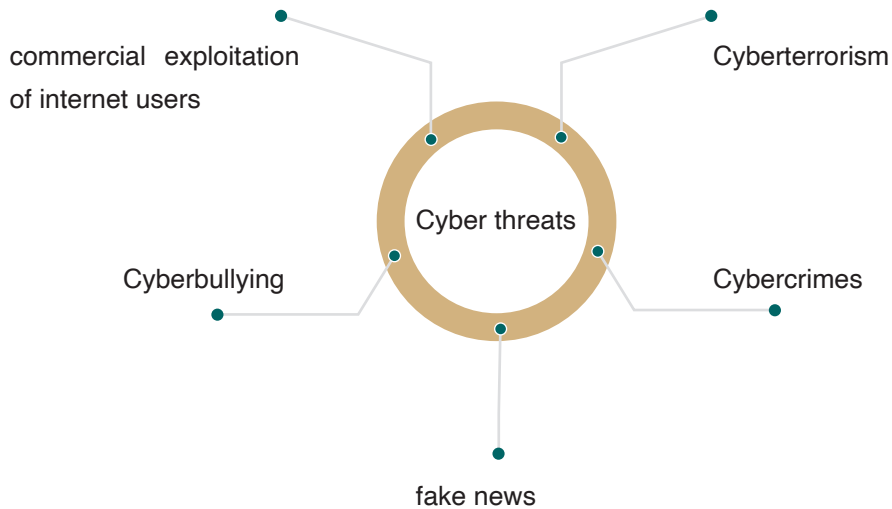 commercial exploitation
of internet users
Cyberterrorism
Cyber threats
Cyberbullying
Cybercrimes
fake news